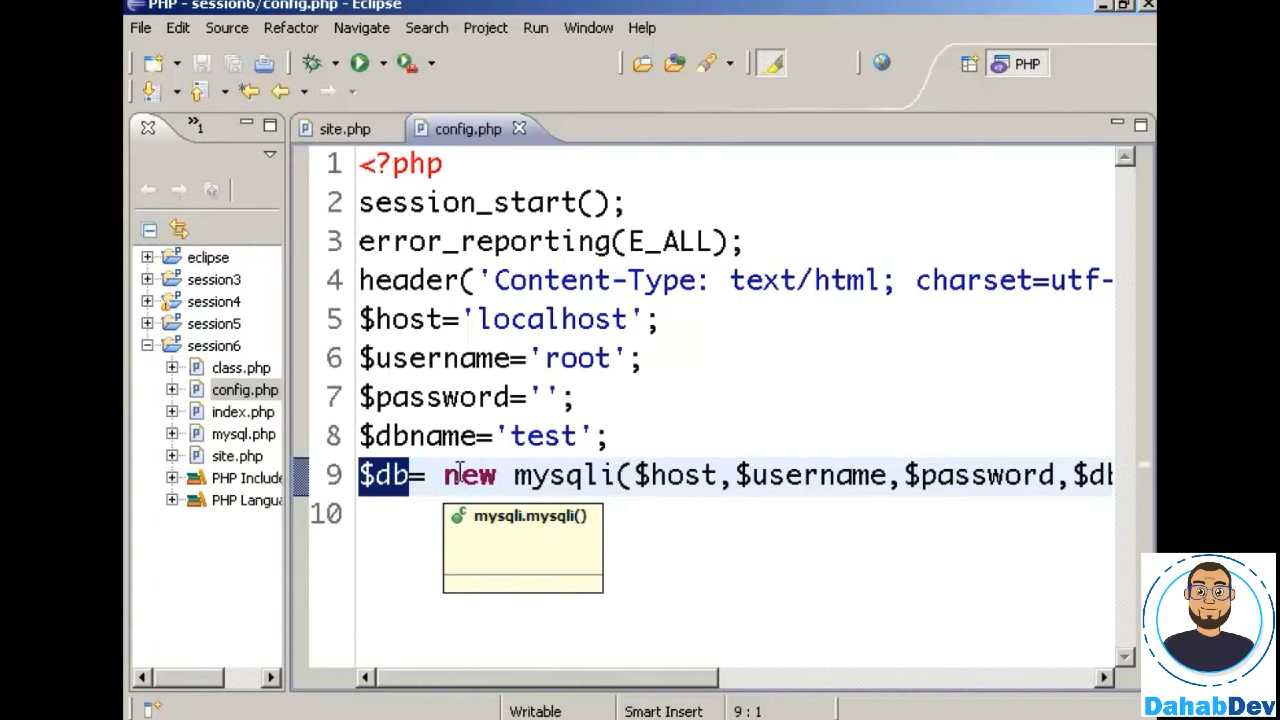 PHP - session6/config.php - Eclipse
File Edit Source Refactor Navigate Search Project Run Window Help
PHP
»1
site.php
config.php
eclipse
session3
session4
session5
session6
class.php
config.php
index.php
mysql.php
site.php
PHP Include
PHP Langua
1 <?php
2 session_start();
3 error_reporting(E_ALL);
4 header('Content-Type: text/html; charset=utf-
5 $host='localhost';
6 $username='root';
7 $password='';
8 $dbname='test';
9 $db= new mysqli($host,$username,$password,$db
10
mysqli.mysqli()
Writable
Smart Insert
9 : 1
DahabDev